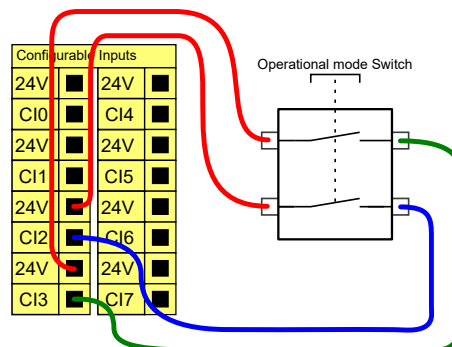 Configurable Inputs
24V 24V
CI0 CI4
24V 24V
CI1 CI5
24V 24V
CI2 CI6
24V 24V
CI3 CI7
Operational mode Switch